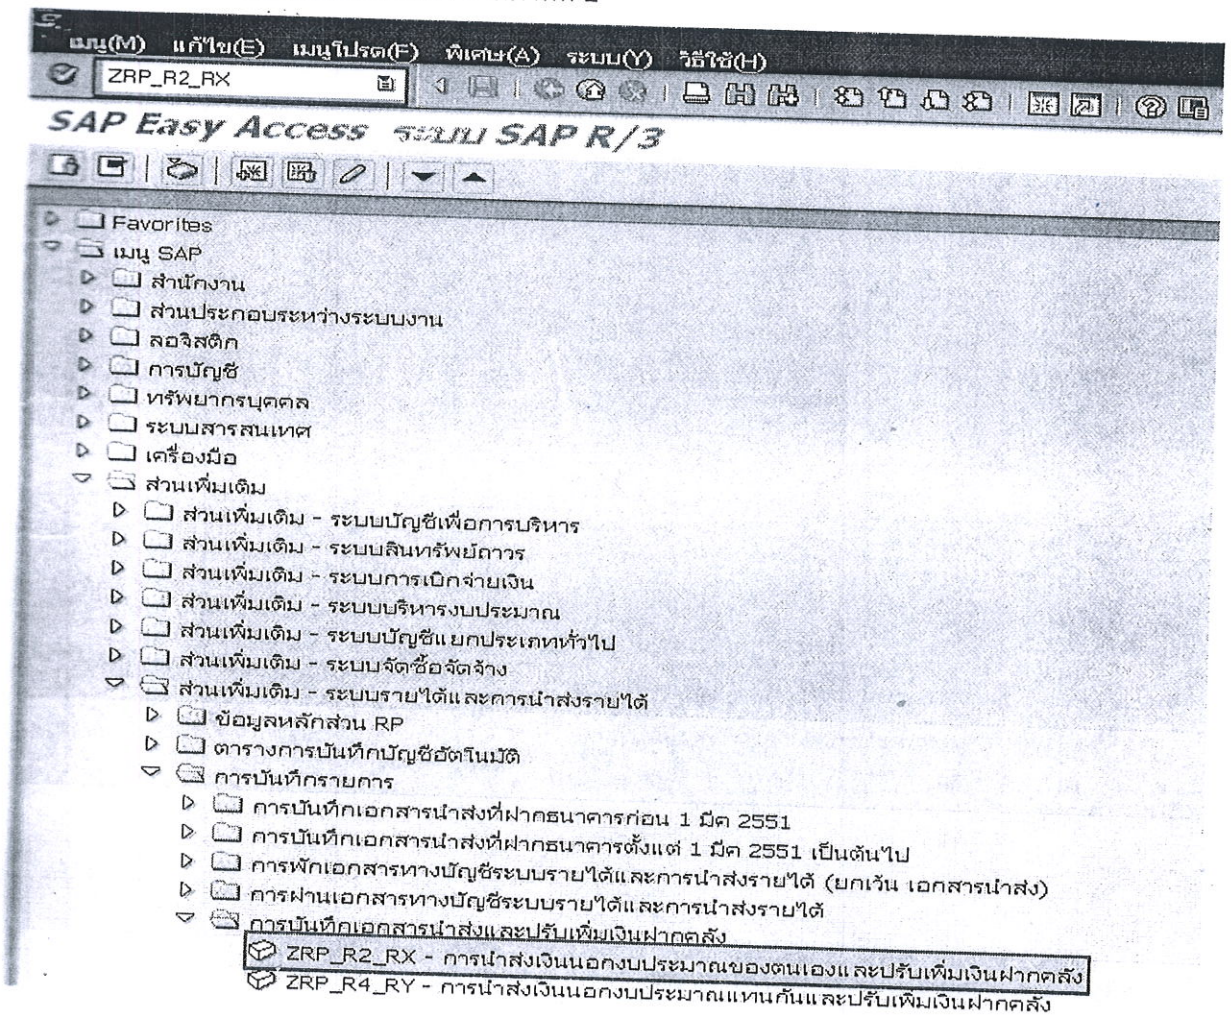 เมนู(M) แก้ไข(E) เมนูโปรด(F) พิเศษ(A) ระบบ(Y) วิธีใช้(H)
ZRP_R2_RX
SAP Easy Access ระบบ SAP R/3
Favorites
เมนู SAP
สำนักงาน
ส่วนประกอบระหว่างระบบงาน
ลอจิสติก
การบัญชี
ทรัพยากรบุคคล
ระบบสารสนเทศ
เครื่องมือ
ส่วนเพิ่มเติม
ส่วนเพิ่มเติม - ระบบบัญชีเพื่อการบริหาร
ส่วนเพิ่มเติม - ระบบสินทรัพย์ถาวร
ส่วนเพิ่มเติม - ระบบการเบิกจ่ายเงิน
ส่วนเพิ่มเติม - ระบบบริหารงบประมาณ
ส่วนเพิ่มเติม - ระบบบัญชีแยกประเภททั่วไป
ส่วนเพิ่มเติม - ระบบจัดซื้อจัดจ้าง
ส่วนเพิ่มเติม - ระบบรายได้และการนำส่งรายได้
ข้อมูลหลักส่วน RP
ตารางการบันทึกบัญชีอัตโนมัติ
การบันทึกรายการ
การบันทึกเอกสารนำส่งที่ฝากธนาคารก่อน 1 มีค 2551
การบันทึกเอกสารนำส่งที่ฝากธนาคารตั้งแต่ 1 มีค 2551 เป็นต้นไป
การพักเอกสารทางบัญชีระบบรายได้และการนำส่งรายได้ (ยกเว้น เอกสารนำส่ง)
การผ่านเอกสารทางบัญชีระบบรายได้และการนำส่งรายได้
การบันทึกเอกสารนำส่งและปรับเพิ่มเงินฝากคลัง
ZRP_R2_RX - การนำส่งเงินนอกงบประมาณของตนเองและปรับเพิ่มเงินฝากคลัง
ZRP_R4_RY - การนำส่งเงินนอกงบประมาณแทนกันและปรับเพิ่มเงินฝากคลัง